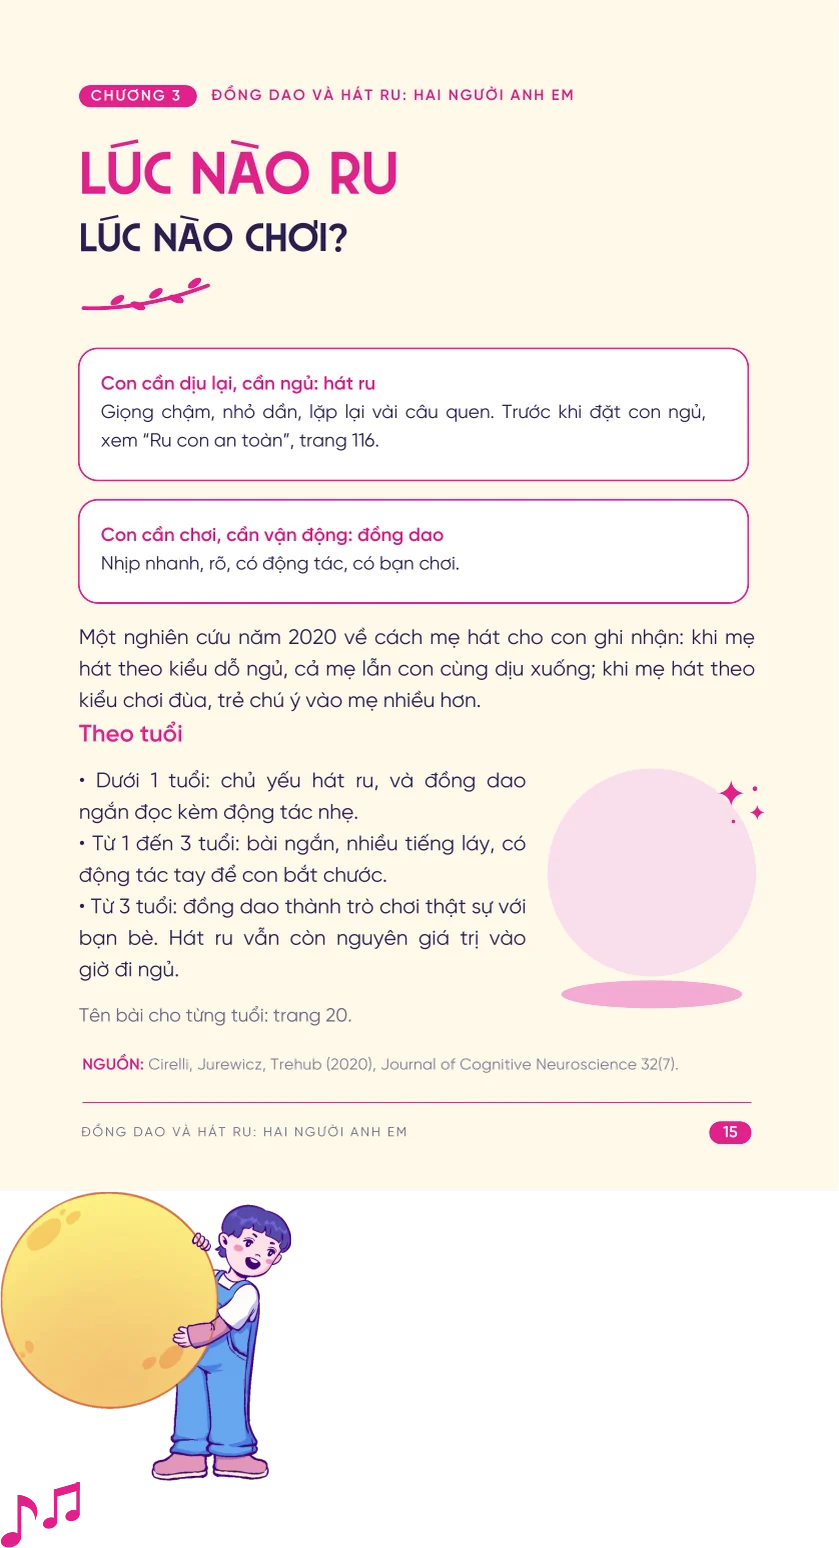 CHƯƠNG 3 ĐỒNG DAO VÀ HÁT RU: HAI NGƯỜI ANH EM
LÚC NÀO RU
LÚC NÀO CHƠI?
Con cần dịu lại, cần ngủ: hát ru
Giọng chậm, nhỏ dần, lặp lại vài câu quen. Trước khi đặt con ngủ,
xem “Ru con an toàn”, trang 116.
Con cần chơi, cần vận động: đồng dao
Nhịp nhanh, rõ, có động tác, có bạn chơi.
Một nghiên cứu năm 2020 về cách mẹ hát cho con ghi nhận: khi mẹ
hát theo kiểu dỗ ngủ, cả mẹ lẫn con cùng dịu xuống; khi mẹ hát theo
kiểu chơi đùa, trẻ chú ý vào mẹ nhiều hơn.
Theo tuổi
• Dưới 1 tuổi: chủ yếu hát ru, và đồng dao
ngắn đọc kèm động tác nhẹ.
• Từ 1 đến 3 tuổi: bài ngắn, nhiều tiếng láy, có
động tác tay để con bắt chước.
• Từ 3 tuổi: đồng dao thành trò chơi thật sự với
bạn bè. Hát ru vẫn còn nguyên giá trị vào
giờ đi ngủ.
Tên bài cho từng tuổi: trang 20.
NGUỒN: Cirelli, Jurewicz, Trehub (2020), Journal of Cognitive Neuroscience 32(7).
ĐỒNG DAO VÀ HÁT RU: HAI NGƯỜI ANH EM 15